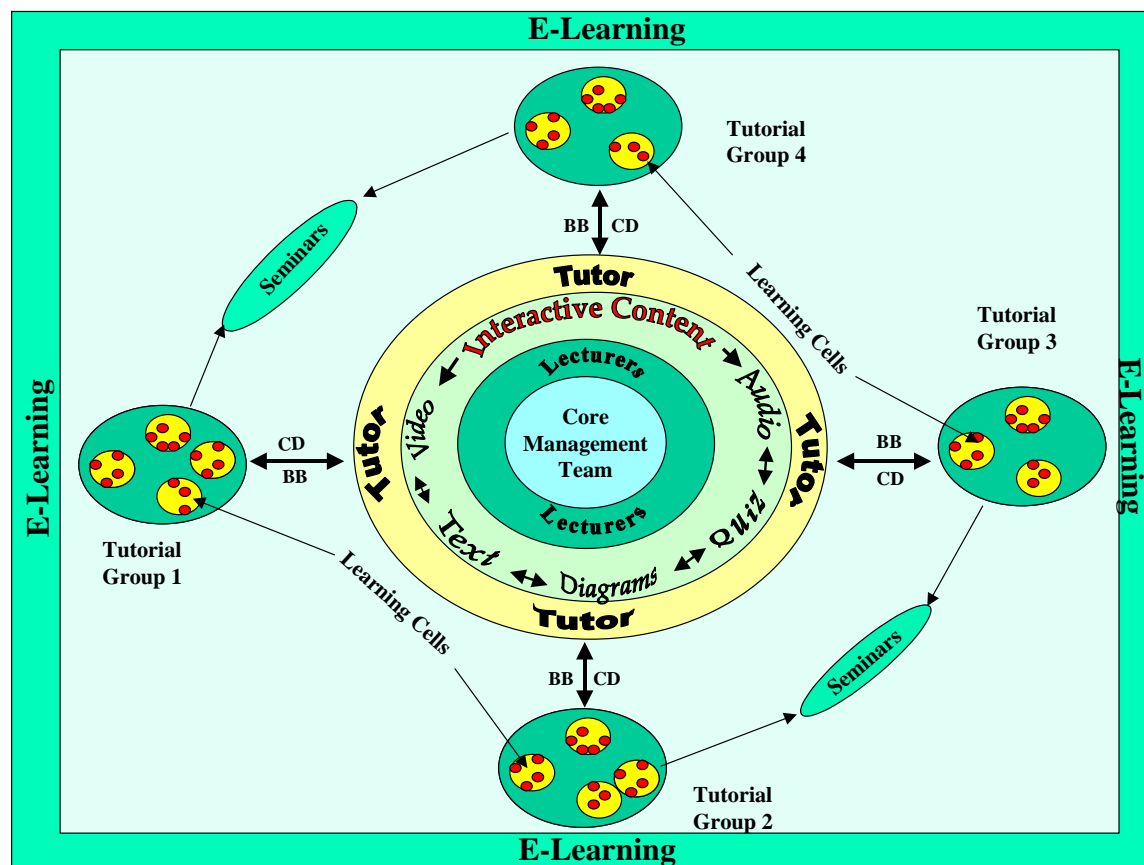 E-Learning
Tutorial
Group 4
BB CD
Seminars
Learning Cells
Tutor
Interactive Content
Tutorial
Group 3
Lecturers
Audio
Video
Core
Management
Team
E-Learning
E-Learning
CD
BB
Tutor
Tutor
BB
CD
Lecturers
Text
Quiz
Diagrams
Tutorial
Group 1
Learning Cells
Tutor
Seminars
BB CD
Tutorial
Group 2
E-Learning